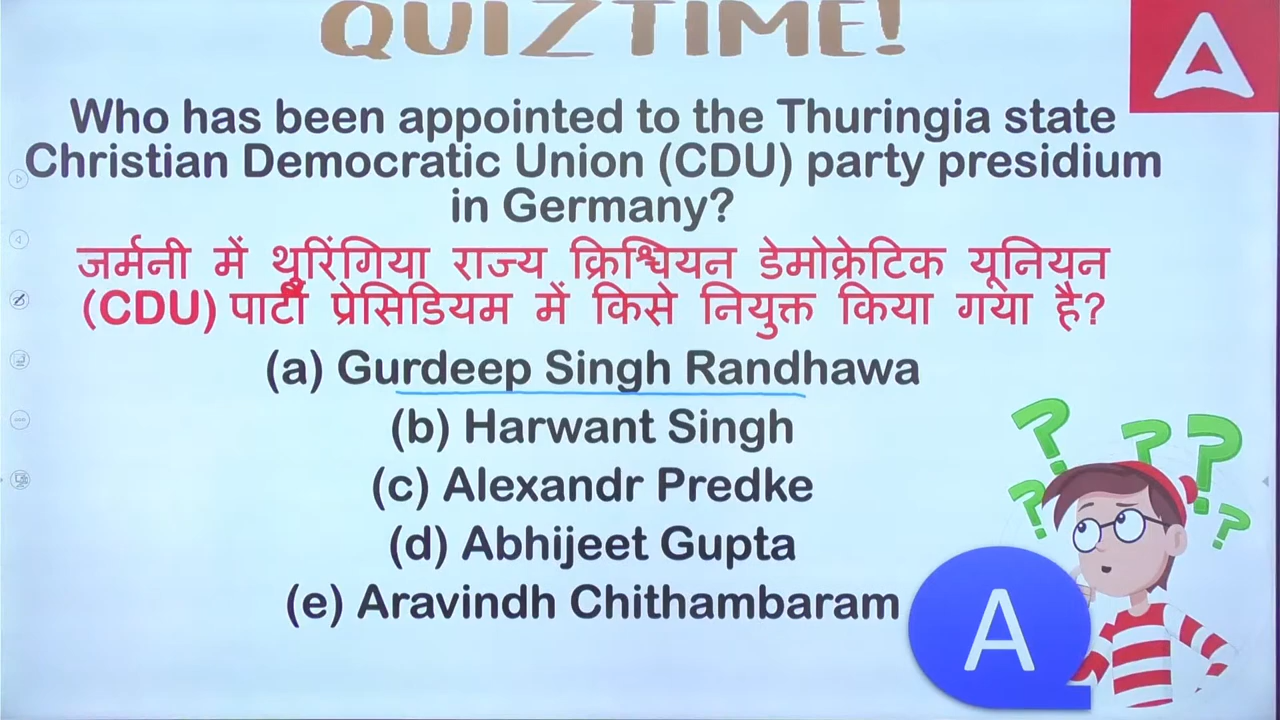 QUIZTIME!
Who has been appointed to the Thuringia state
Christian Democratic Union (CDU) party presidium
in Germany?
जर्मनी में थुरिंगिया राज्य क्रिश्चियन डेमोक्रेटिक यूनियन
(CDU) पार्टी प्रेसिडियम में किसे नियुक्त किया गया है?
(a) Gurdeep Singh Randhawa
(b) Harwant Singh
(c) Alexandr Predke
(d) Abhijeet Gupta
(e) Aravindh Chithambaram
A